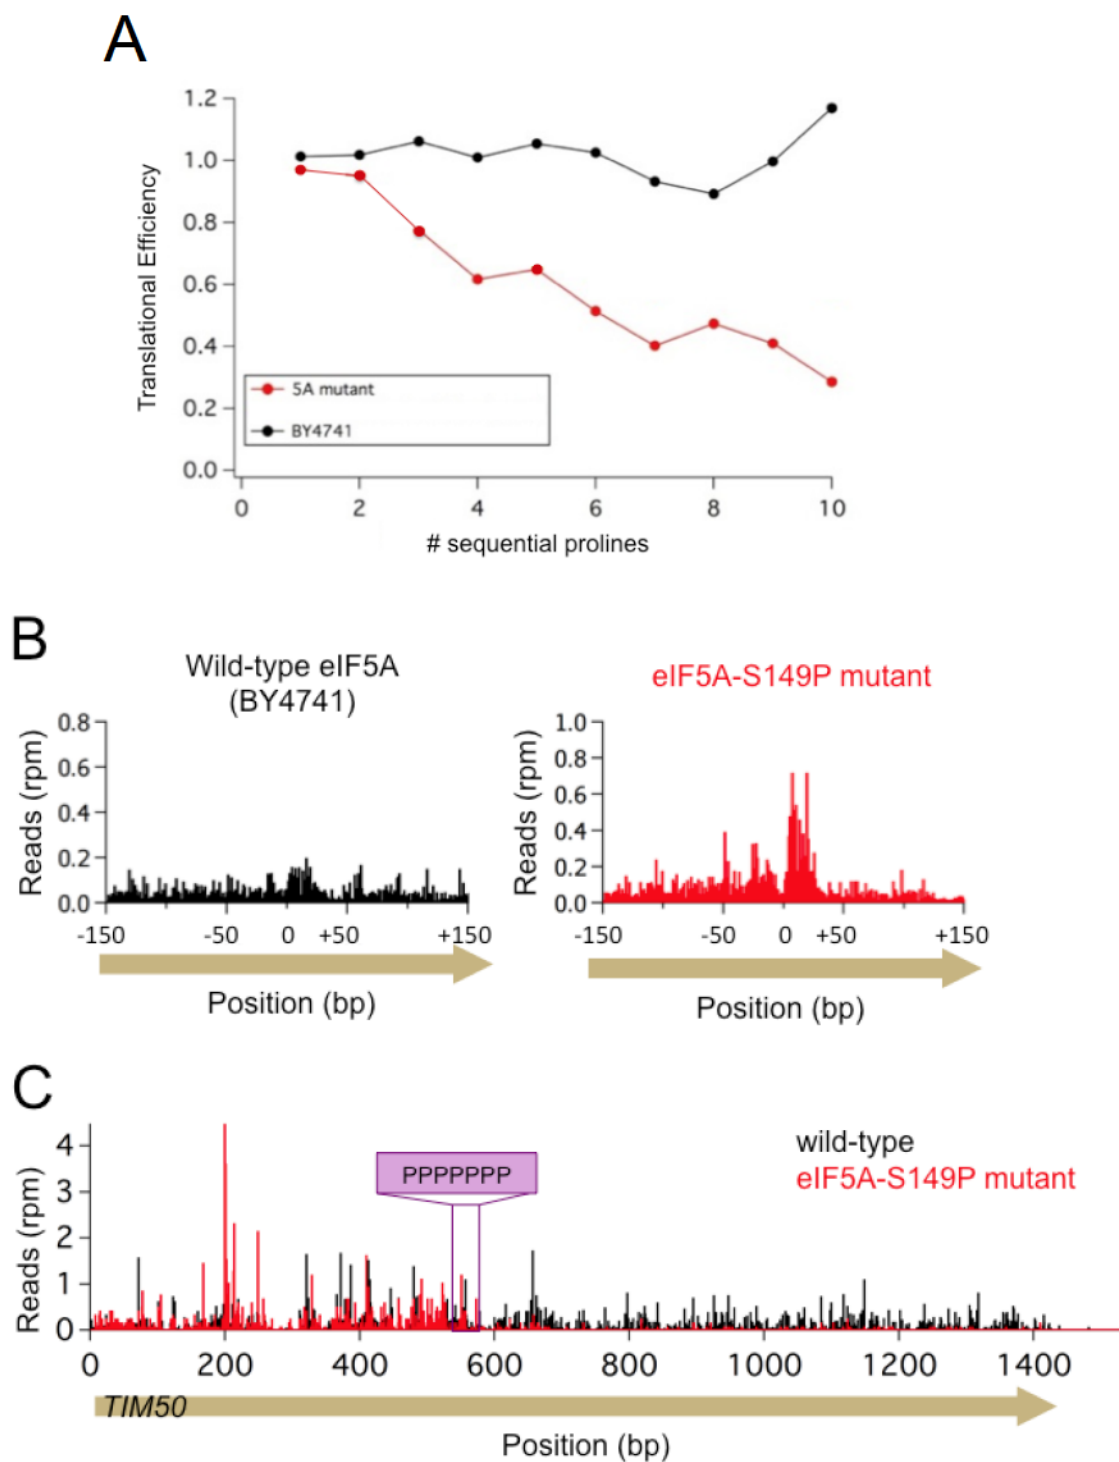 A
1.2
1.0
0.8
0.6
0.4
0.2
0.0
Translational Efficiency
5A mutant
BY4741
0 2 4 6 8 10
# sequential prolines
B
Wild-type eIF5A
(BY4741)
0.8
0.6
0.4
0.2
0.0
Reads (rpm)
-150 -50 0 +50 +150
Position (bp)
eIF5A-S149P mutant
1.0
0.8
0.6
0.4
0.2
0.0
Reads (rpm)
-150 -50 0 +50 +150
Position (bp)
C
4
3
2
1
0
Reads (rpm)
PPPPPPP
wild-type
eIF5A-S149P mutant
0 200 400 600 800 1000 1200 1400
TIM50
Position (bp)